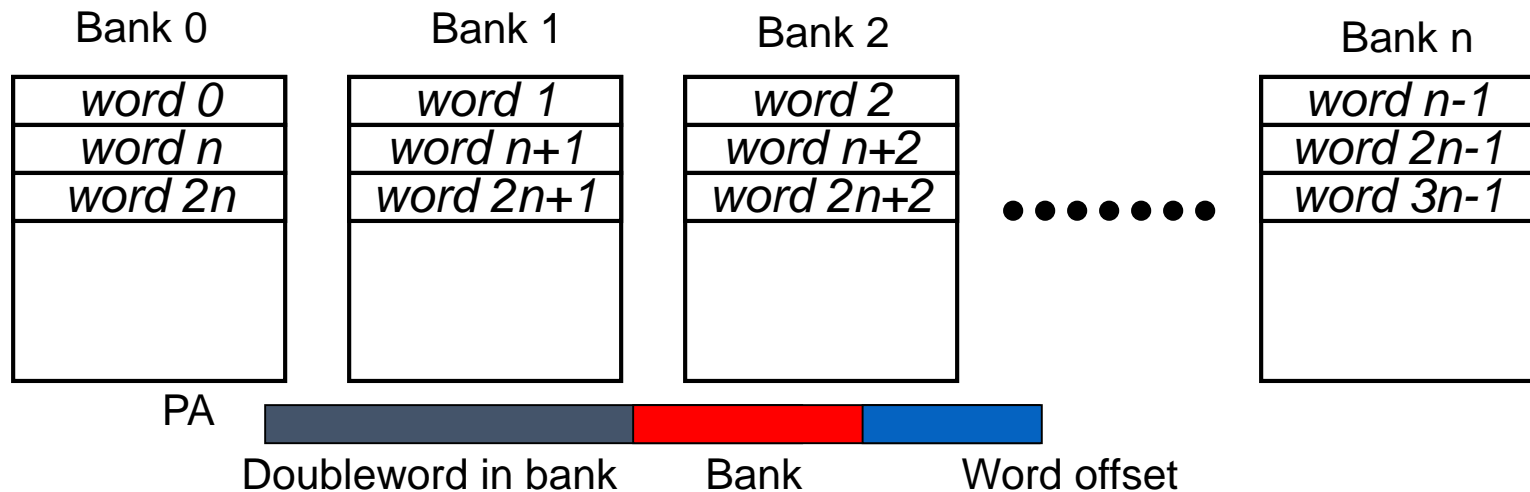 Bank 0 Bank 1 Bank 2 Bank n
word 0 word 1 word 2 word n-1
word n word n+1 word n+2 word 2n-1
word 2n word 2n+1 word 2n+2 word 3n-1
PA
Doubleword in bank Bank Word offset